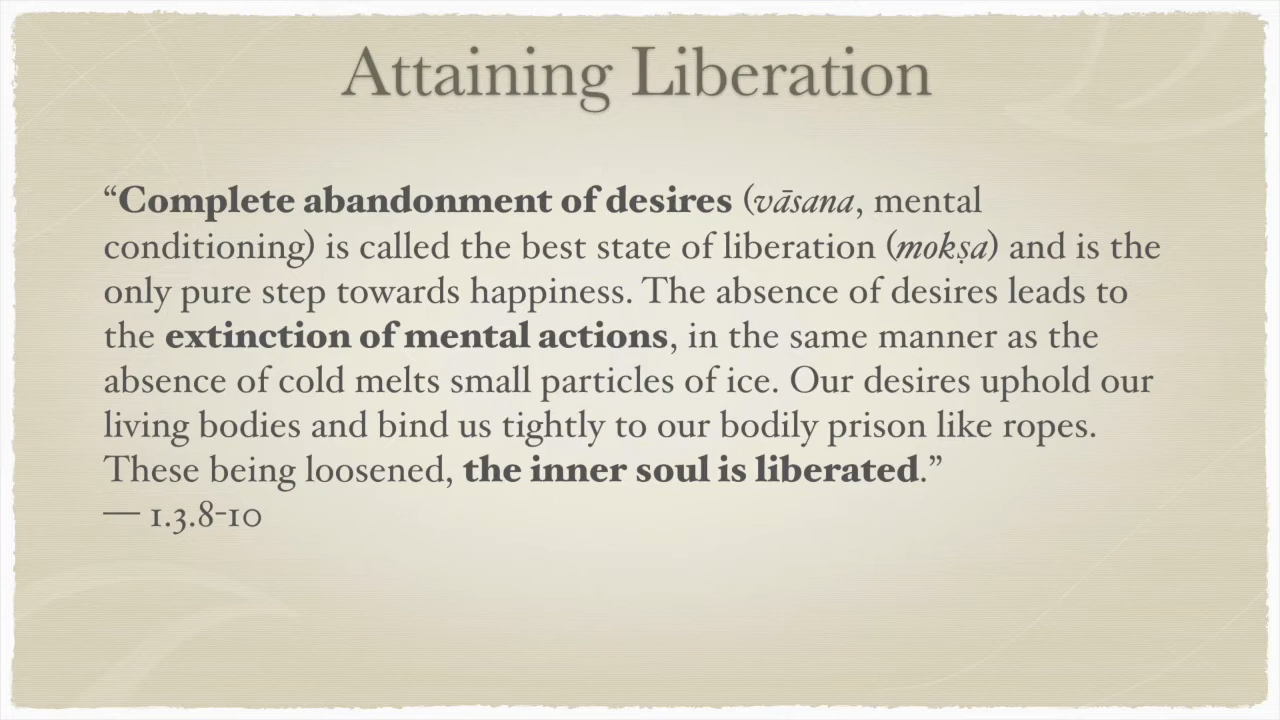 Attaining Liberation
“Complete abandonment of desires (vāsana, mental
conditioning) is called the best state of liberation (mokṣa) and is the
only pure step towards happiness. The absence of desires leads to
the extinction of mental actions, in the same manner as the
absence of cold melts small particles of ice. Our desires uphold our
living bodies and bind us tightly to our bodily prison like ropes.
These being loosened, the inner soul is liberated.”
— 1.3.8-10